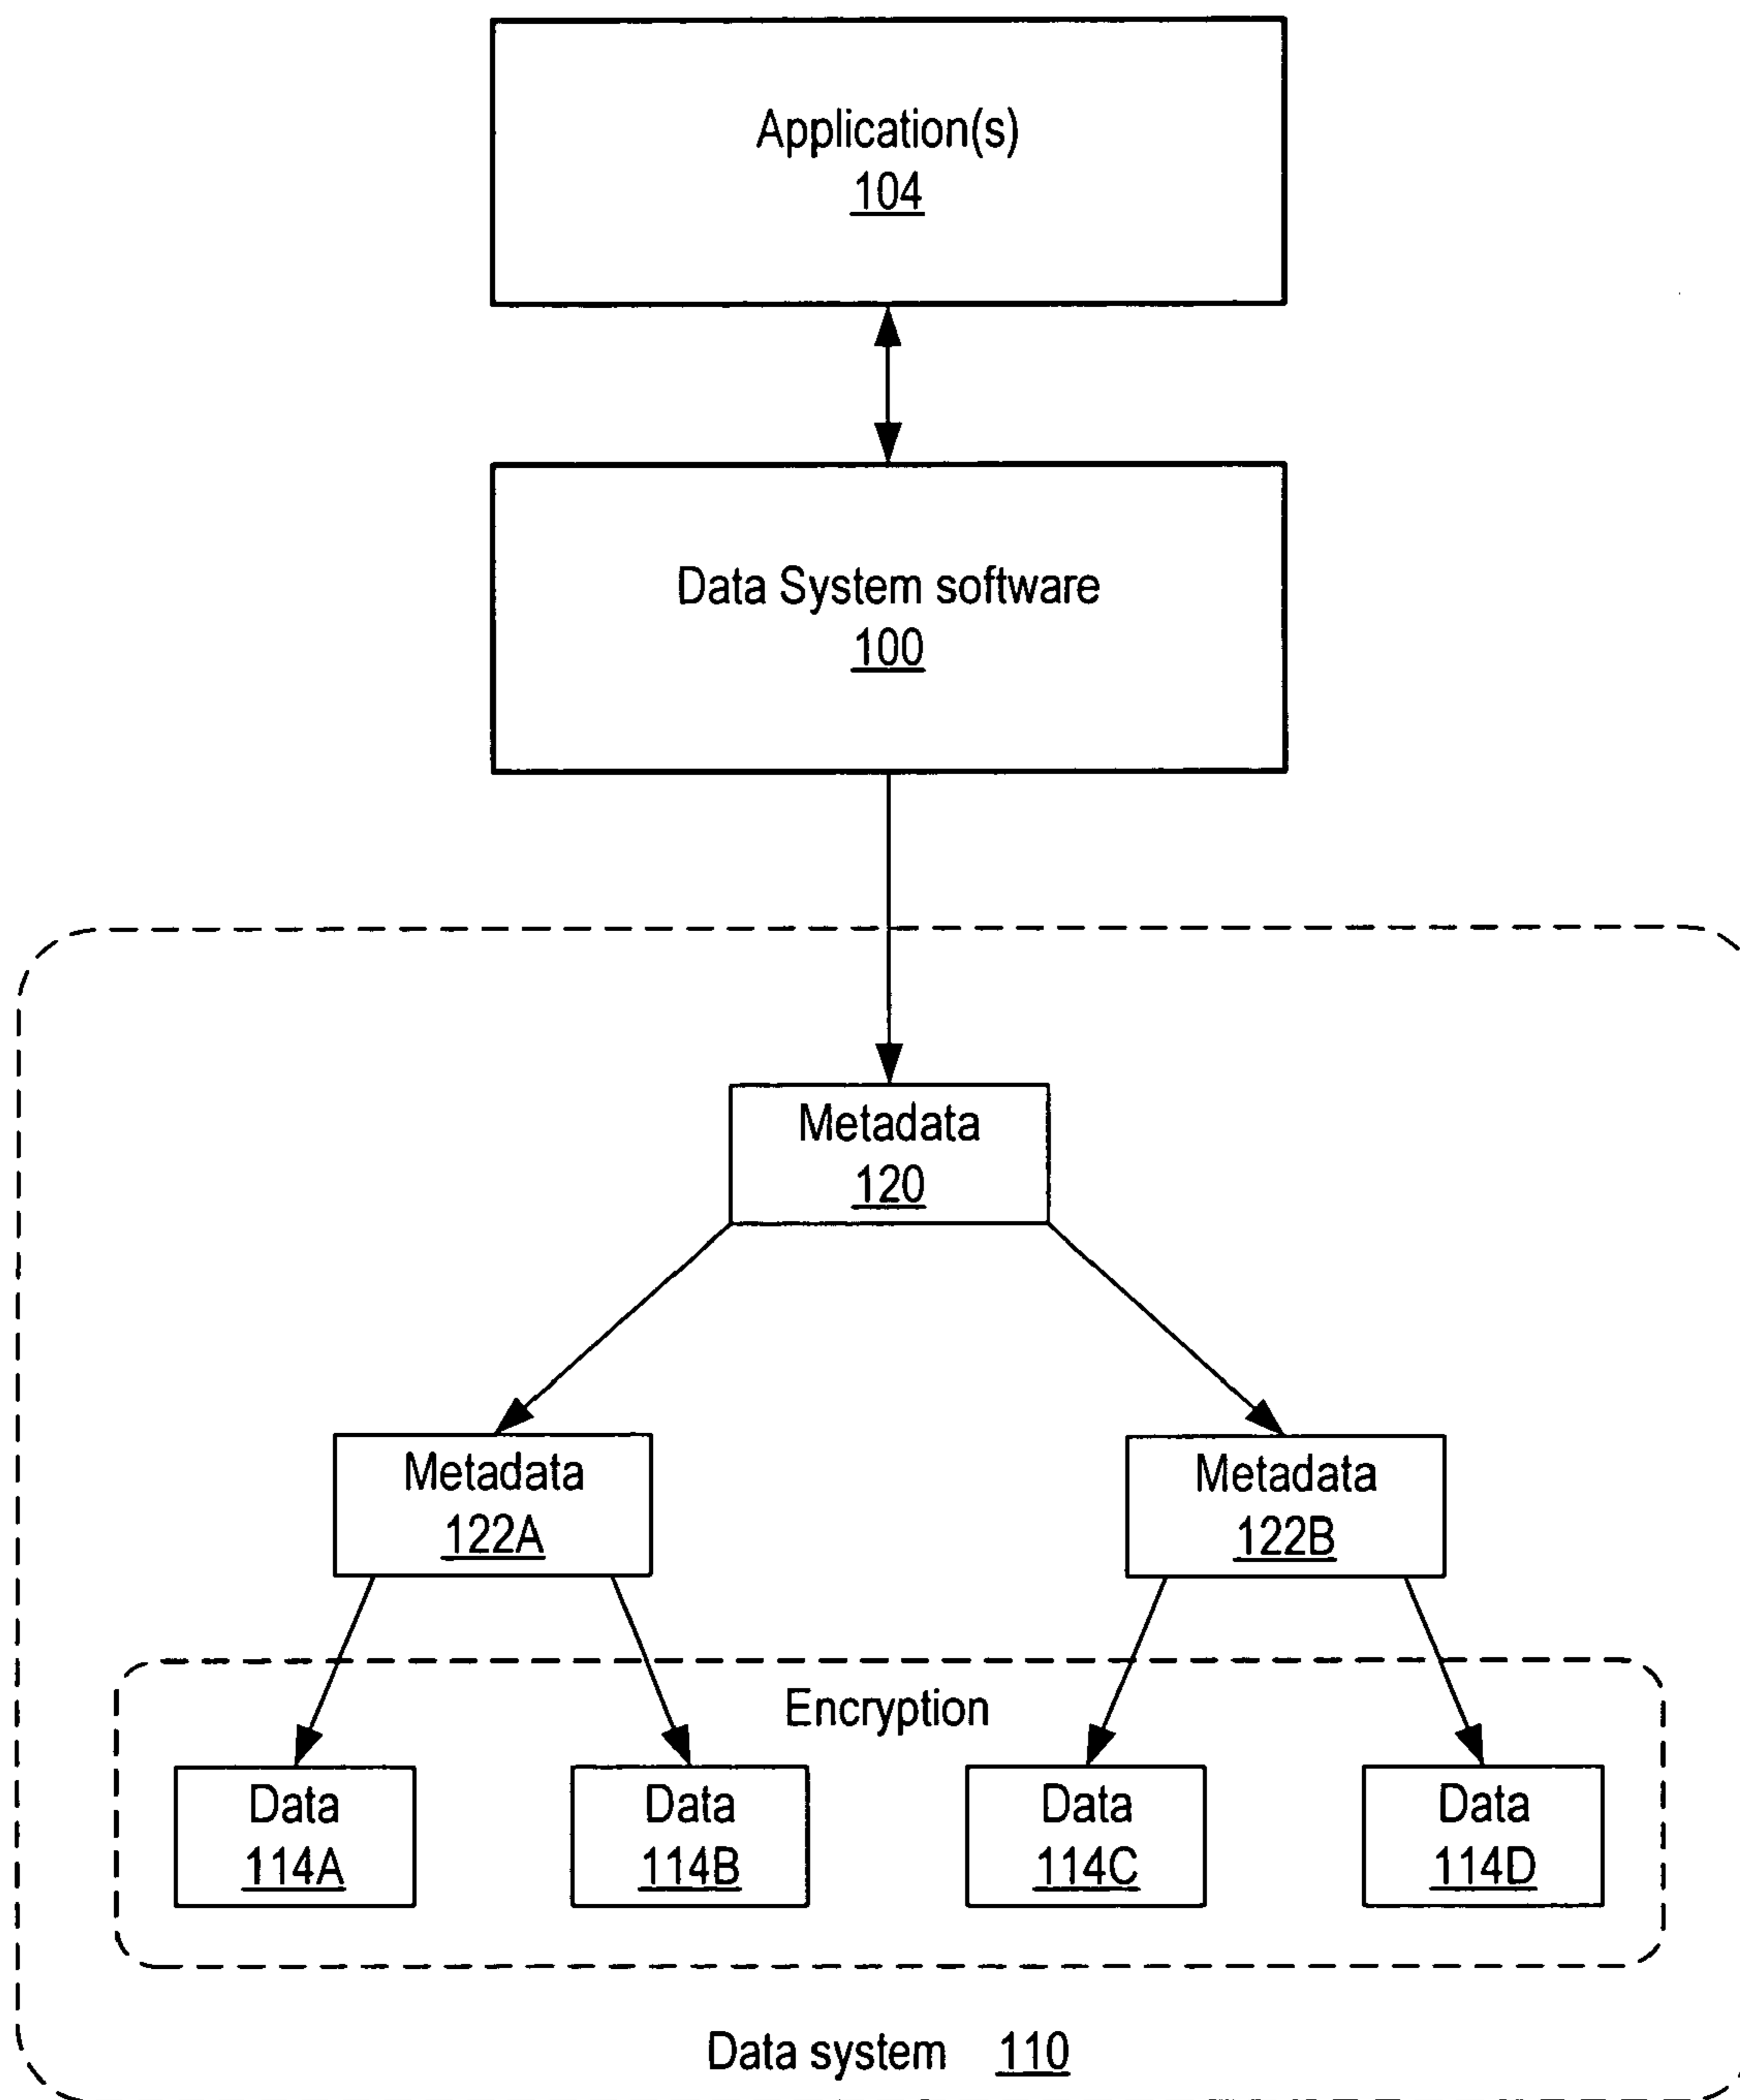 Application(s)
104
Data System software
100
Metadata
120
Metadata
122A
Metadata
122B
Encryption
Data
114A
Data
114B
Data
114C
Data
114D
Data system 110